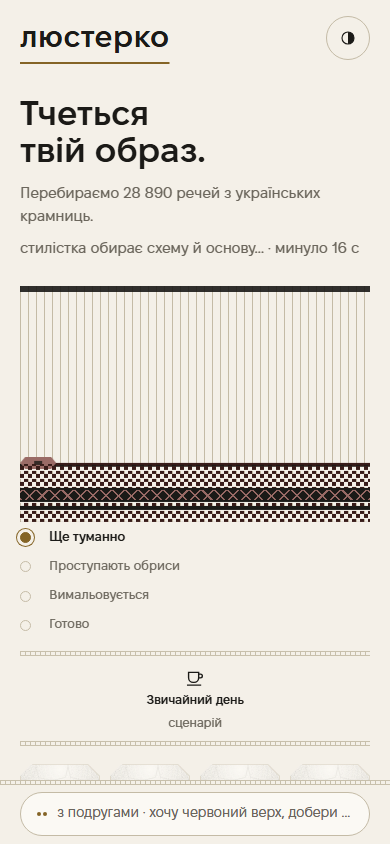 люстерко
Тчеться
твій образ.
Перебираємо 28 890 речей з українських
крамниць.
стилістка обирає схему й основу… · минуло 16 с
Ще туманно
Проступають обриси
Вимальовується
Готово
Звичайний день
сценарій
з подругами · хочу червоний верх, добери ...